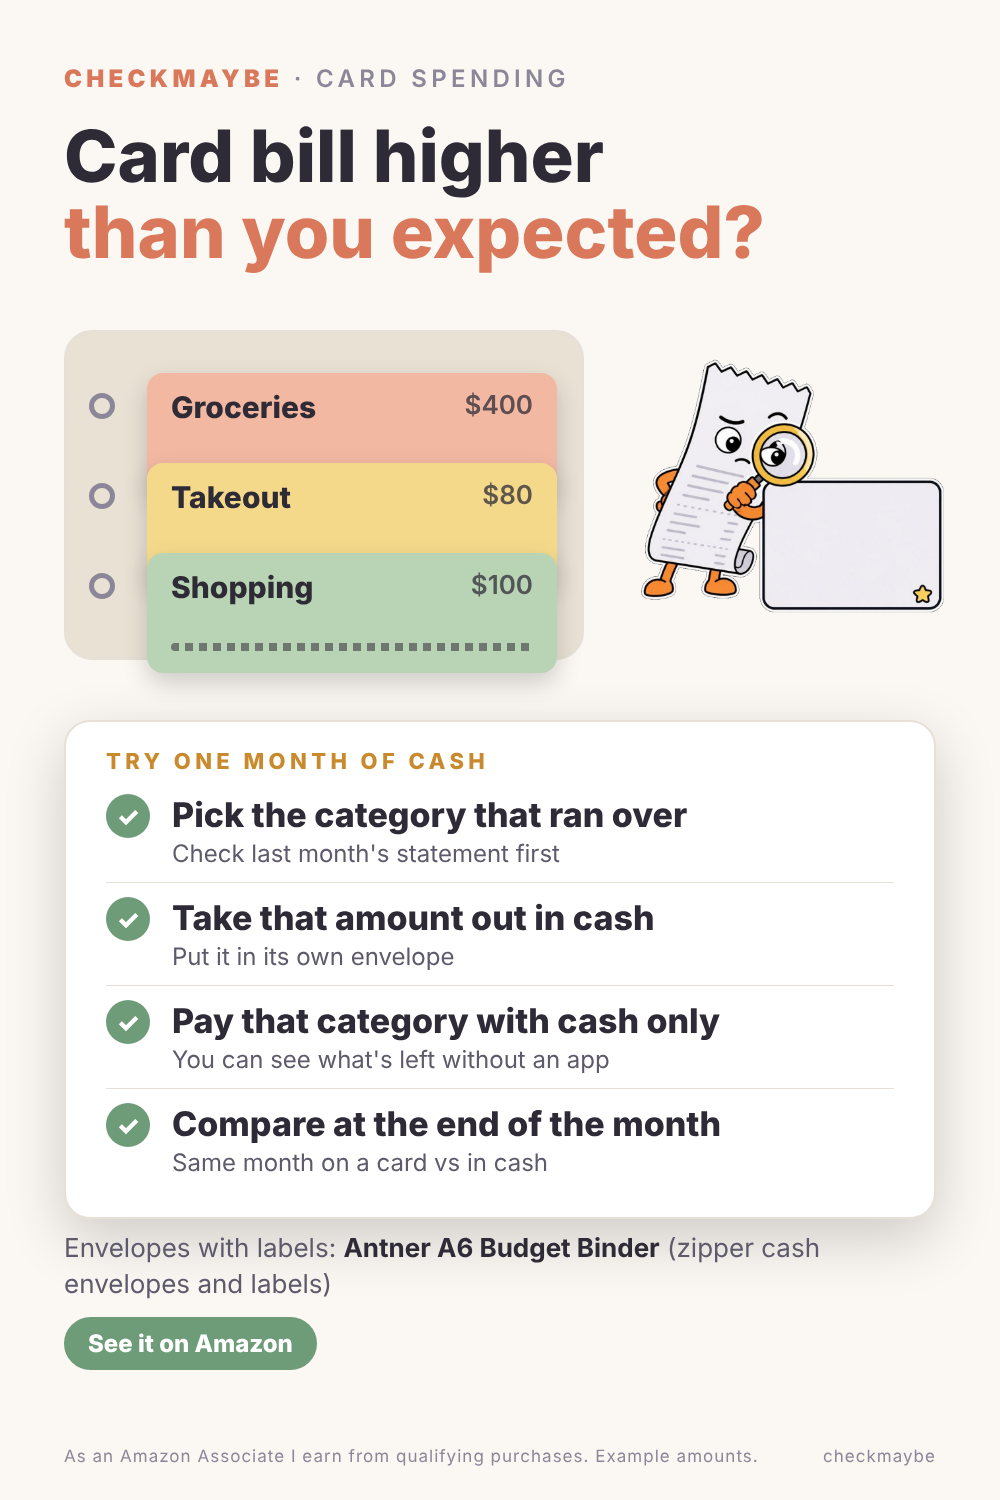 CHECKMAYBE · CARD SPENDING
Card bill higher
than you expected?
Groceries $400
Takeout $80
Shopping $100
TRY ONE MONTH OF CASH
Pick the category that ran over
Check last month's statement first
Take that amount out in cash
Put it in its own envelope
Pay that category with cash only
You can see what's left without an app
Compare at the end of the month
Same month on a card vs in cash
Envelopes with labels: Antner A6 Budget Binder (zipper cash
envelopes and labels)
See it on Amazon
As an Amazon Associate I earn from qualifying purchases. Example amounts. checkmaybe